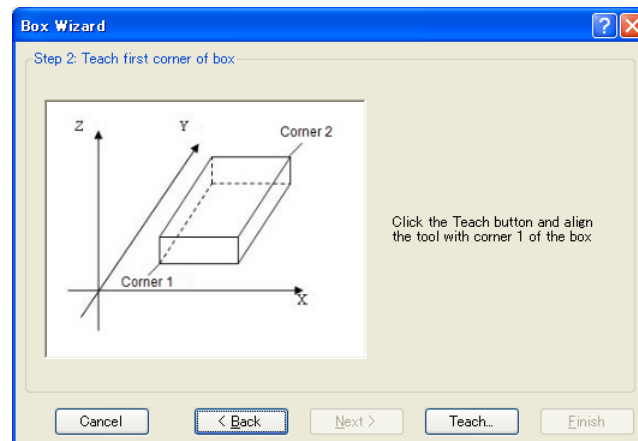 Box Wizard
Step 2: Teach first corner of box
Z
Y
Corner 2
Click the Teach button and align
the tool with corner 1 of the box
Corner 1
X
Cancel
< Back
Next >
Teach...
Finish